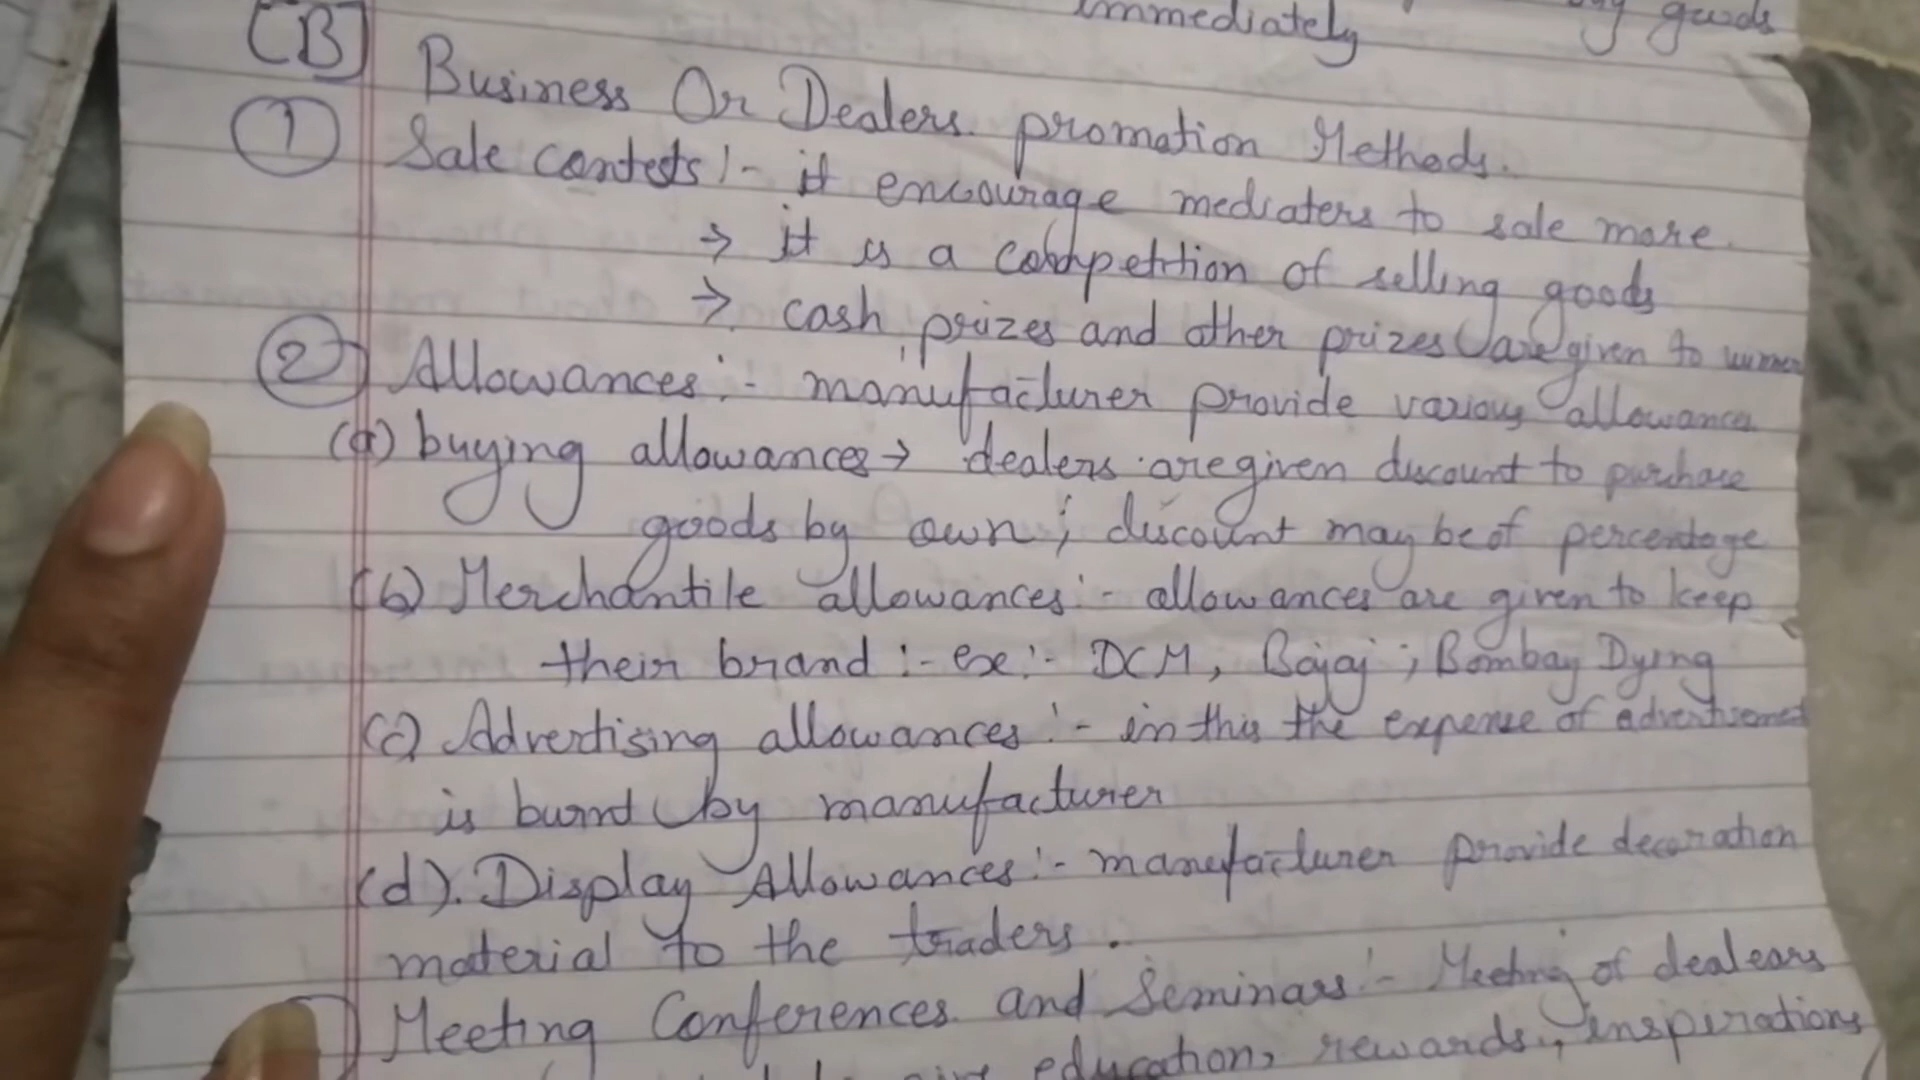 immediately goods
(B) Business Or Dealers promation Methods.
① Sale contests :- it encourage mediaters to sale more.
→ it is a competition of selling goods
→ cash prizes and other prizes are given to
② Allowances :- manufacturer provide various allowances
(a) buying allowances → dealers are given discount to purchase
goods by own ; discount may be of percentage
(b) Merchantile allowances :- allowances are given to keep
their brand :- ex :- DCM, Bajaj ; Bombay Dying
(c) Advertising allowances :- in this the expense of advertisement
is burnt by manufacturer
(d). Display Allowances :- manufacturer provide decoration
material to the traders .
Meeting Conferences and Seminars :- Meeting of dealears
give education, rewards, insperations